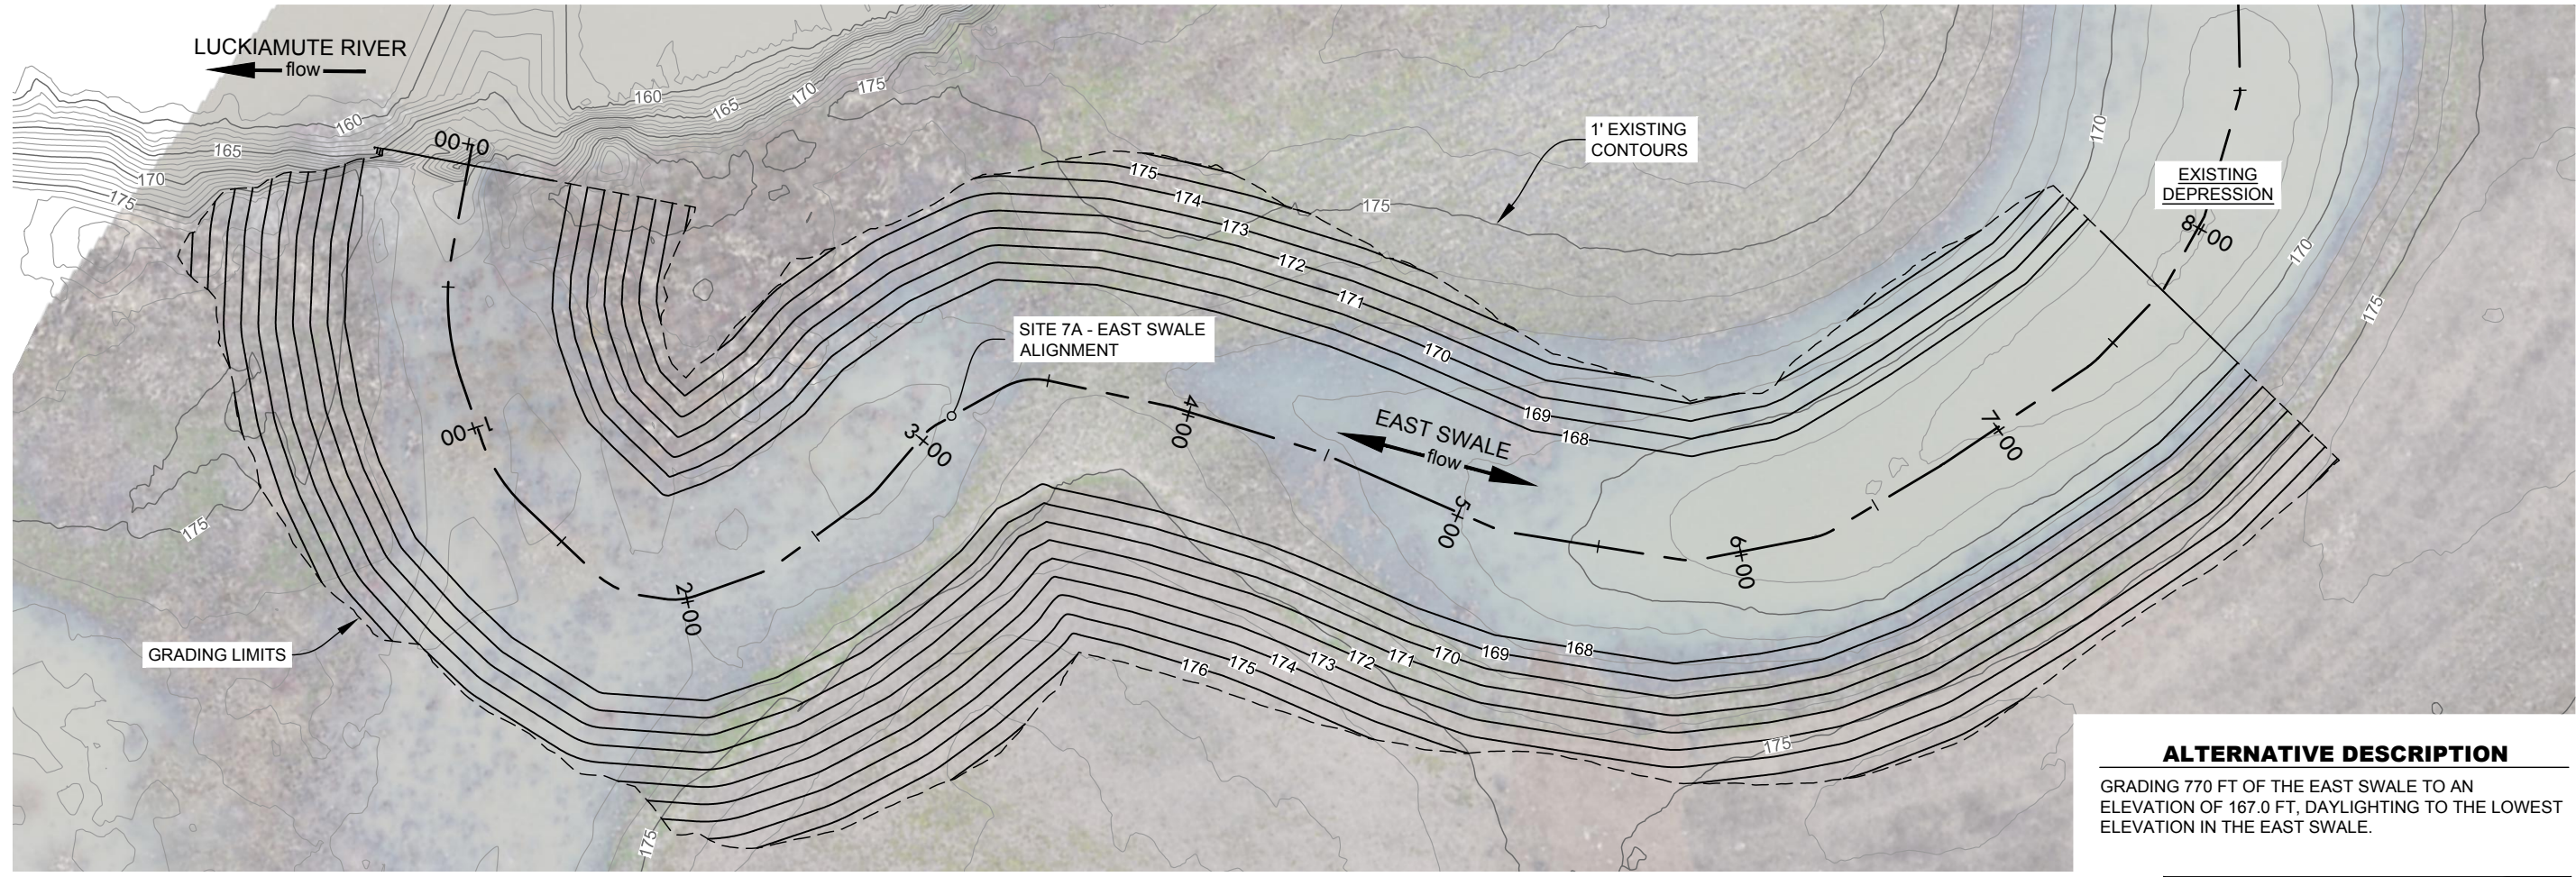 LUCKIAMUTE RIVER
flow
160
165
170
175
160
165
170
175
0+00
1+00
2+00
3+00
4+00
5+00
6+00
7+00
8+00
175
174
173
172
171
170
169
168
1' EXISTING
CONTOURS
175
170
EXISTING
DEPRESSION
170
175
SITE 7A - EAST SWALE
ALIGNMENT
EAST SWALE
flow
175
GRADING LIMITS
176
175
174
173
172
171
170
169
168
175
175
ALTERNATIVE DESCRIPTION
GRADING 770 FT OF THE EAST SWALE TO AN
ELEVATION OF 167.0 FT, DAYLIGHTING TO THE LOWEST
ELEVATION IN THE EAST SWALE.